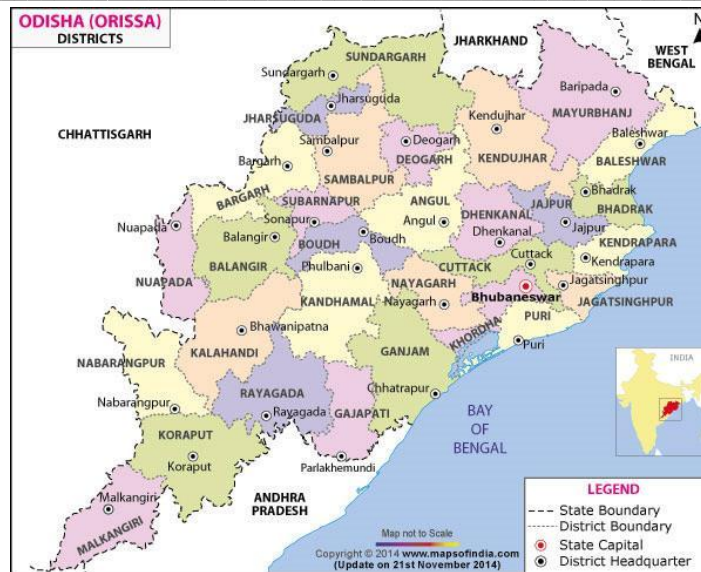 ODISHA (ORISSA)
DISTRICTS
N
JHARKHAND
WEST
BENGAL
SUNDARGARH
Sundargarh
Baripada
MAYURBHANJ
Jharsuguda
JHARSUGUDA
Kendujhar
CHHATTISGARH
Sambalpur
Deogarh
Baleshwar
KENDUJHAR
DEOGARH
BALESHWAR
Bargarh
SAMBALPUR
BARGARH
Bhadrak
SUBARNAPUR
ANGUL
DHENKANAL
JAJPUR
BHADRAK
Nuapada
Sonapur
Angul
Jajpur
Balangir
BOUDH
Boudh
Dhenkanal
KENDRAPARA
BALANGIR
Phulbani
CUTTACK
Cuttack
Kendrapara
NUAPADA
NAYAGARH
Jagatsinghpur
KANDHAMAL
Nayagarh
Bhubaneswar
JAGATSINGHPUR
PURI
Bhawanipatna
KHORDHA
Puri
KALAHANDI
GANJAM
NABARANGPUR
INDIA
RAYAGADA
Chhatrapur
Nabarangpur
Rayagada
GAJAPATI
BAY
OF
BENGAL
KORAPUT
Koraput
Parlakhemundi
Malkangiri
MALKANGIRI
ANDHRA
PRADESH
LEGEND
State Boundary
District Boundary
State Capital
District Headquarter
Map not to Scale
Copyright © 2014 www.mapsofindia.com
(Update on 21st November 2014)